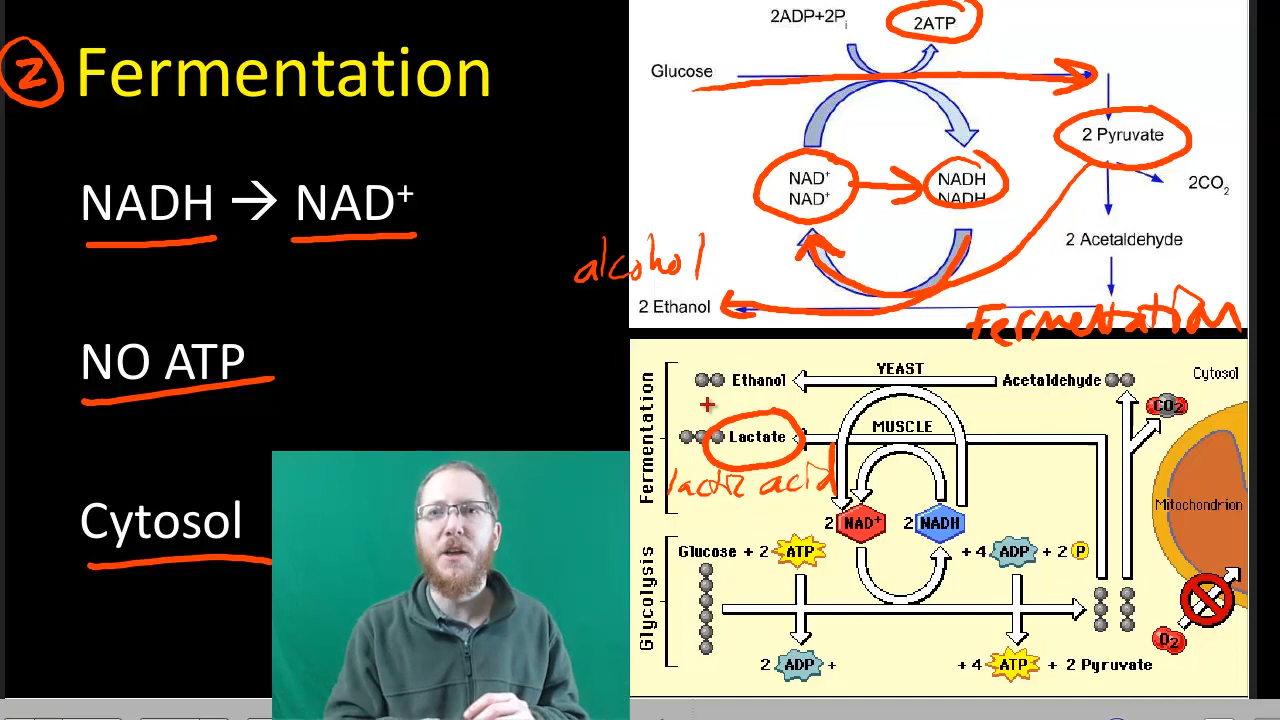 2 Fermentation
NADH → NAD⁺
NO ATP
Cytosol
2ADP+2Pi
2ATP
Glucose
2 Pyruvate
NAD⁺
NAD⁺
NADH
NADH
2CO₂
2 Acetaldehyde
alcohol
2 Ethanol
Fermentation
Fermentation
Ethanol
YEAST
Acetaldehyde
Cytosol
+
CO₂
Lactate
MUSCLE
lactic acid
Mitochondrion
2 NAD⁺
2 NADH
Glycolysis
Glucose + 2 ATP
+ 4 ADP + 2 P
O₂
2 ADP +
+ 4 ATP + 2 Pyruvate